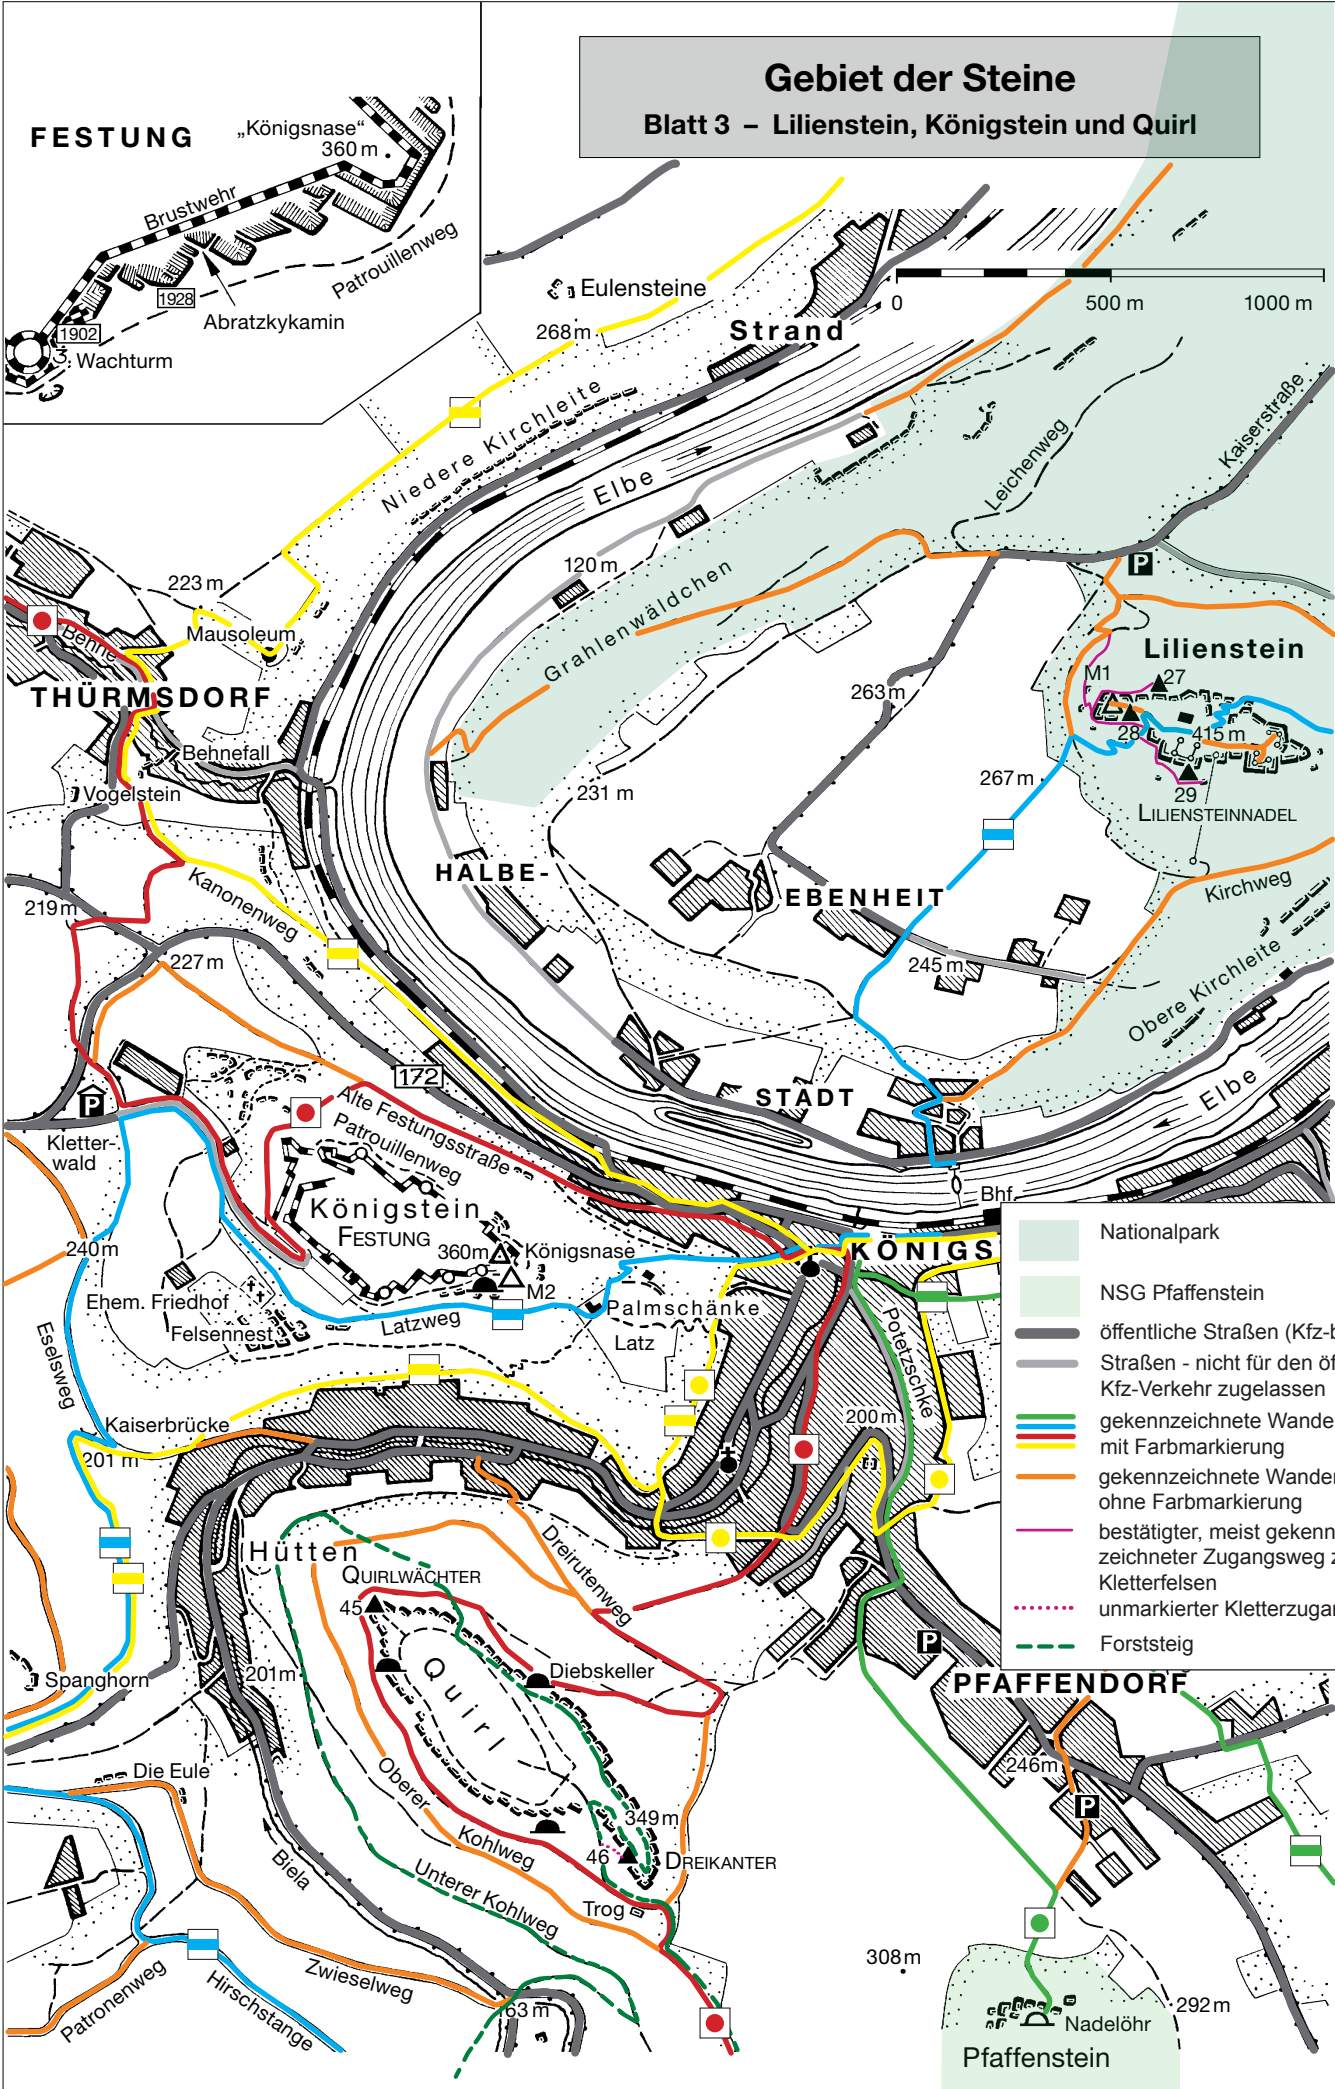 Gebiet der Steine
Blatt 3 – Lilienstein, Königstein und Quirl
FESTUNG
„Königsnase“
360 m
Brustwehr
Patrouillenweg
1928
Abratzkykamin
1902
3. Wachturm
Eulensteine
268 m
Strand
0
500 m
1000 m
Niedere Kirchleite
Elbe
Leichenweg
Kaiserstraße
120 m
P
223 m
Mausoleum
Behne
Grahlenwäldchen
Lilienstein
M1
27
THÜRMSDORF
263 m
28
415 m
Behnefall
267 m
Vogelstein
231 m
29
LILIENSTEINNADEL
HALBE-
EBENHEIT
Kirchweg
Kanonenweg
219 m
227 m
245 m
Obere Kirchleite
172
STADT
Elbe
P
Alte Festungsstraße
Patrouillenweg
Kletter-
wald
Königstein
FESTUNG
Bhf.
360 m
Königsnase
240 m
M2
KÖNIGS
Ehem. Friedhof
Felsennest
Latzweg
Palmschänke
Latz
Potetzschke
Eselsweg
Kaiserbrücke
200 m
201 m
Nationalpark
NSG Pfaffenstein
öffentliche Straßen (Kfz-b
Straßen - nicht für den öf
Kfz-Verkehr zugelassen
gekennzeichnete Wande
mit Farbmarkierung
gekennzeichnete Wander
ohne Farbmarkierung
bestätigter, meist gekenn
zeichneter Zugangsweg z
Kletterfelsen
unmarkierter Kletterzugar
Forststeig
Hütten
QUIRLWÄCHTER
45
Dreirutenweg
P
201 m
Spanghorn
Diebskeller
PFAFFENDORF
Quirl
246 m
Die Eule
Oberer
Kohlweg
349 m
P
46
DREIKANTER
Biela
Unterer Kohlweg
Trog
308 m
Zwieselweg
Patronenweg
Hirschstange
63 m
292 m
Nadelöhr
Pfaffenstein